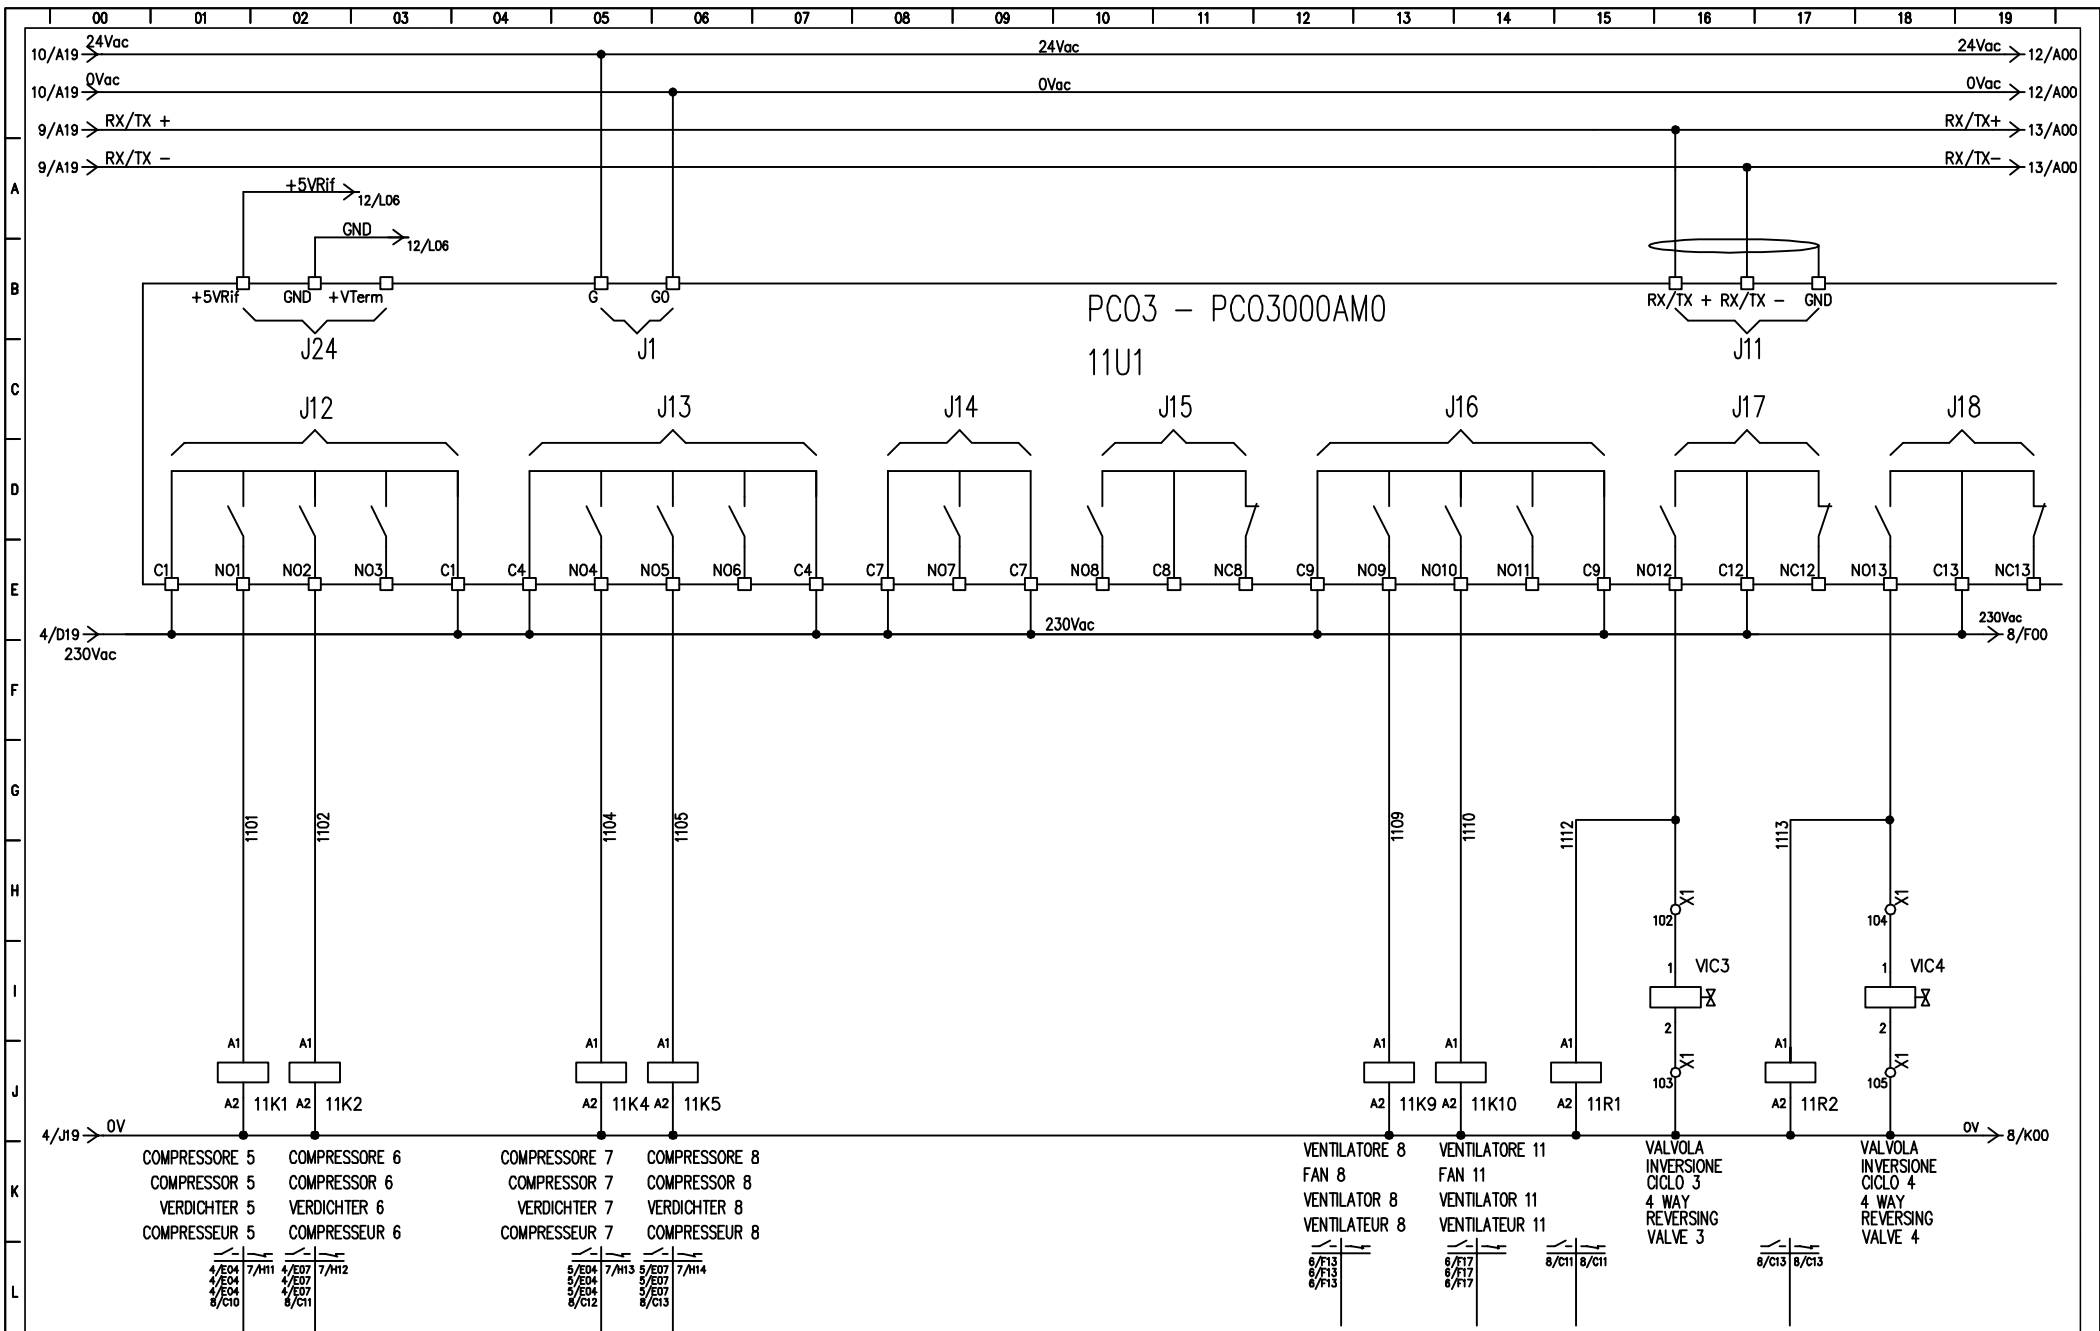 00 01 02 03 04 05 06 07 08 09 10 11 12 13 14 15 16 17 18 19
10/A19 24Vac 24Vac 24Vac 12/A00
10/A19 0Vac 0Vac 0Vac 12/A00
9/A19 RX/TX + RX/TX+ 13/A00
9/A19 RX/TX - RX/TX- 13/A00
A
+5VRif 12/L06
GND 12/L06
B
+5VRif GND +VTerm G G0 RX/TX + RX/TX - GND
PCO3 - PCO3000AM0
J24 J1 J11
11U1
C
J12 J13 J14 J15 J16 J17 J18
D
C1 NO1 NO2 NO3 C1 C4 NO4 NO5 NO6 C4 C7 NO7 C7 NO8 C8 NC8 C9 NO9 NO10 NO11 C9 NO12 C12 NC12 NO13 C13 NC13
E
4/D19 230Vac 230Vac 230Vac 8/F00
F
G
1101 1102 1104 1105 1109 1110 1112 1113
H
102 X1 104 X1
I
1 VIC3 1 VIC4
2 2
A1 A1 A1 A1 A1 A1 A1 A1
103 X1 105 X1
J
A2 11K1 A2 11K2 A2 11K4 A2 11K5 A2 11K9 A2 11K10 A2 11R1 A2 11R2
4/J19 0V 0V 8/K00
K
COMPRESSORE 5
COMPRESSOR 5
VERDICHTER 5
COMPRESSEUR 5
COMPRESSORE 6
COMPRESSOR 6
VERDICHTER 6
COMPRESSEUR 6
COMPRESSORE 7
COMPRESSOR 7
VERDICHTER 7
COMPRESSEUR 7
COMPRESSORE 8
COMPRESSOR 8
VERDICHTER 8
COMPRESSEUR 8
VENTILATORE 8
FAN 8
VENTILATOR 8
VENTILATEUR 8
VENTILATORE 11
FAN 11
VENTILATOR 11
VENTILATEUR 11
VALVOLA
INVERSIONE
CICLO 3
4 WAY
REVERSING
VALVE 3
VALVOLA
INVERSIONE
CICLO 4
4 WAY
REVERSING
VALVE 4
L
4/E04 7/H11
4/E04
4/E04
8/C10
4/E07 7/H12
4/E07
4/E07
8/C11
5/E04 7/H13
5/E04
5/E04
8/C12
5/E07 7/H14
5/E07
5/E07
8/C13
6/F13
6/F13
6/F13
6/F17
6/F17
6/F17
8/C11 8/C11
8/C13 8/C13